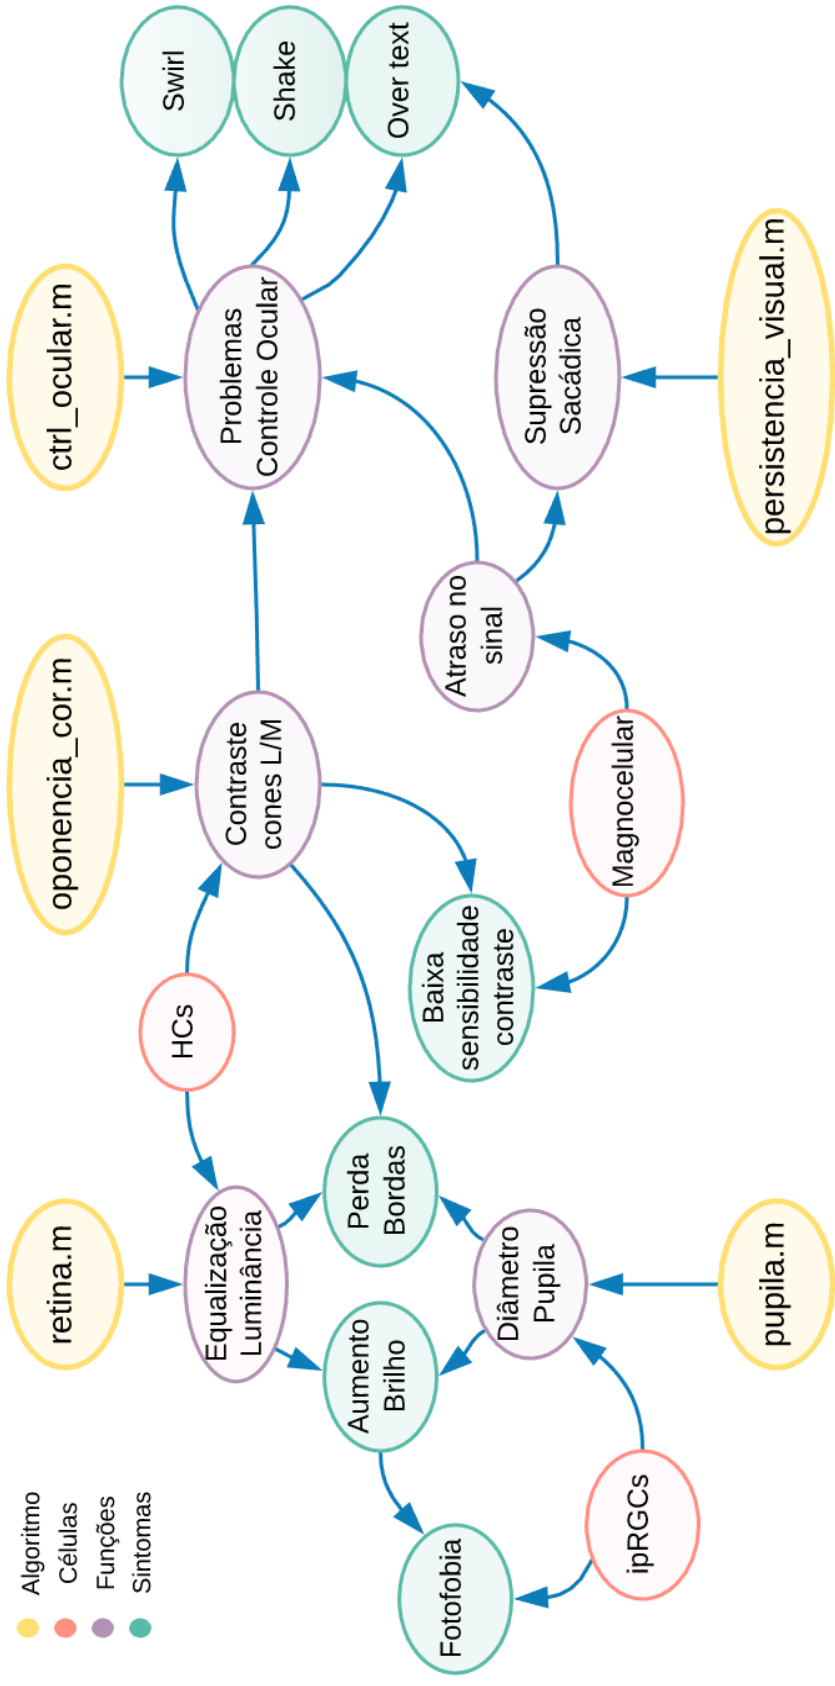 Algoritmo
Células
Funções
Sintomas
retina.m
oponencia_cor.m
ctrl_ocular.m
HCs
Equalização
Luminância
Contraste
cones L/M
Problemas
Controle Ocular
Swirl
Shake
Over text
Aumento
Brilho
Perda
Bordas
Fotofobia
Baixa
sensibilidade
contraste
Atraso no
sinal
Diâmetro
Pupila
Supressão
Sacádica
ipRGCs
Magnocelular
pupila.m
persistencia_visual.m